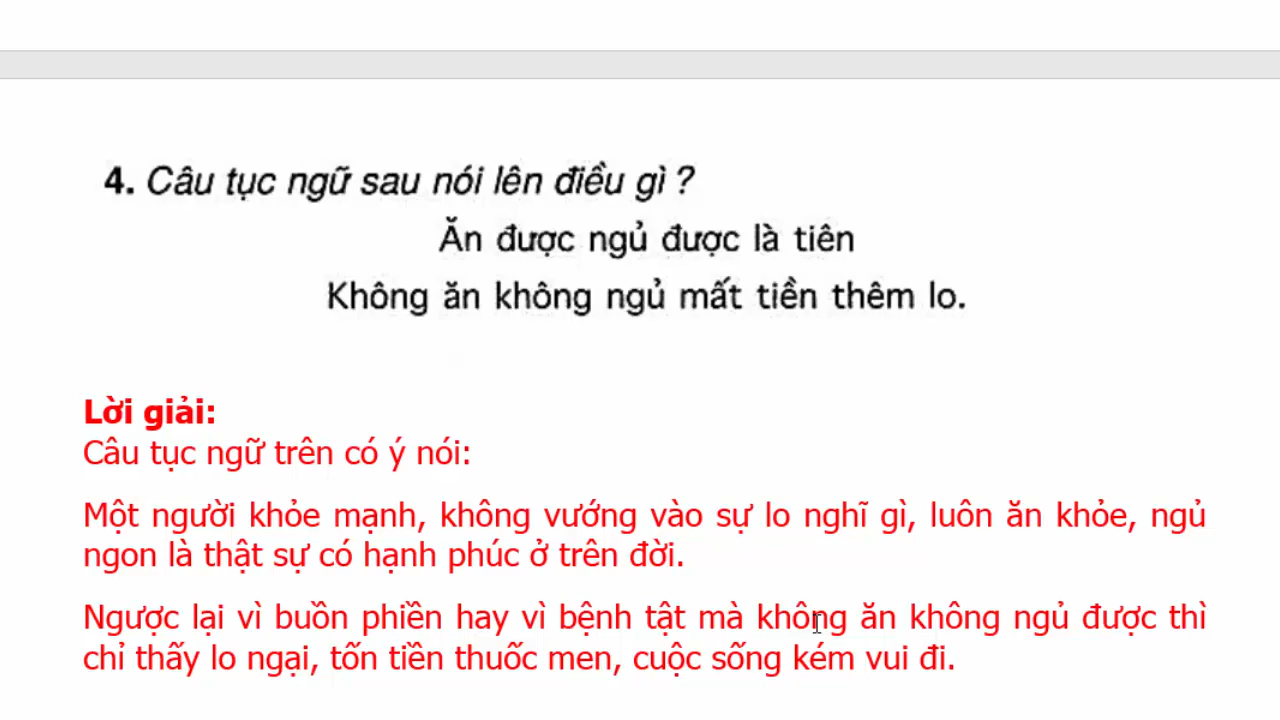 4. Câu tục ngữ sau nói lên điều gì ?
Ăn được ngủ được là tiên
Không ăn không ngủ mất tiền thêm lo.
Lời giải:
Câu tục ngữ trên có ý nói:
Một người khỏe mạnh, không vướng vào sự lo nghĩ gì, luôn ăn khỏe, ngủ
ngon là thật sự có hạnh phúc ở trên đời.
Ngược lại vì buồn phiền hay vì bệnh tật mà không ăn không ngủ được thì
chỉ thấy lo ngại, tốn tiền thuốc men, cuộc sống kém vui đi.